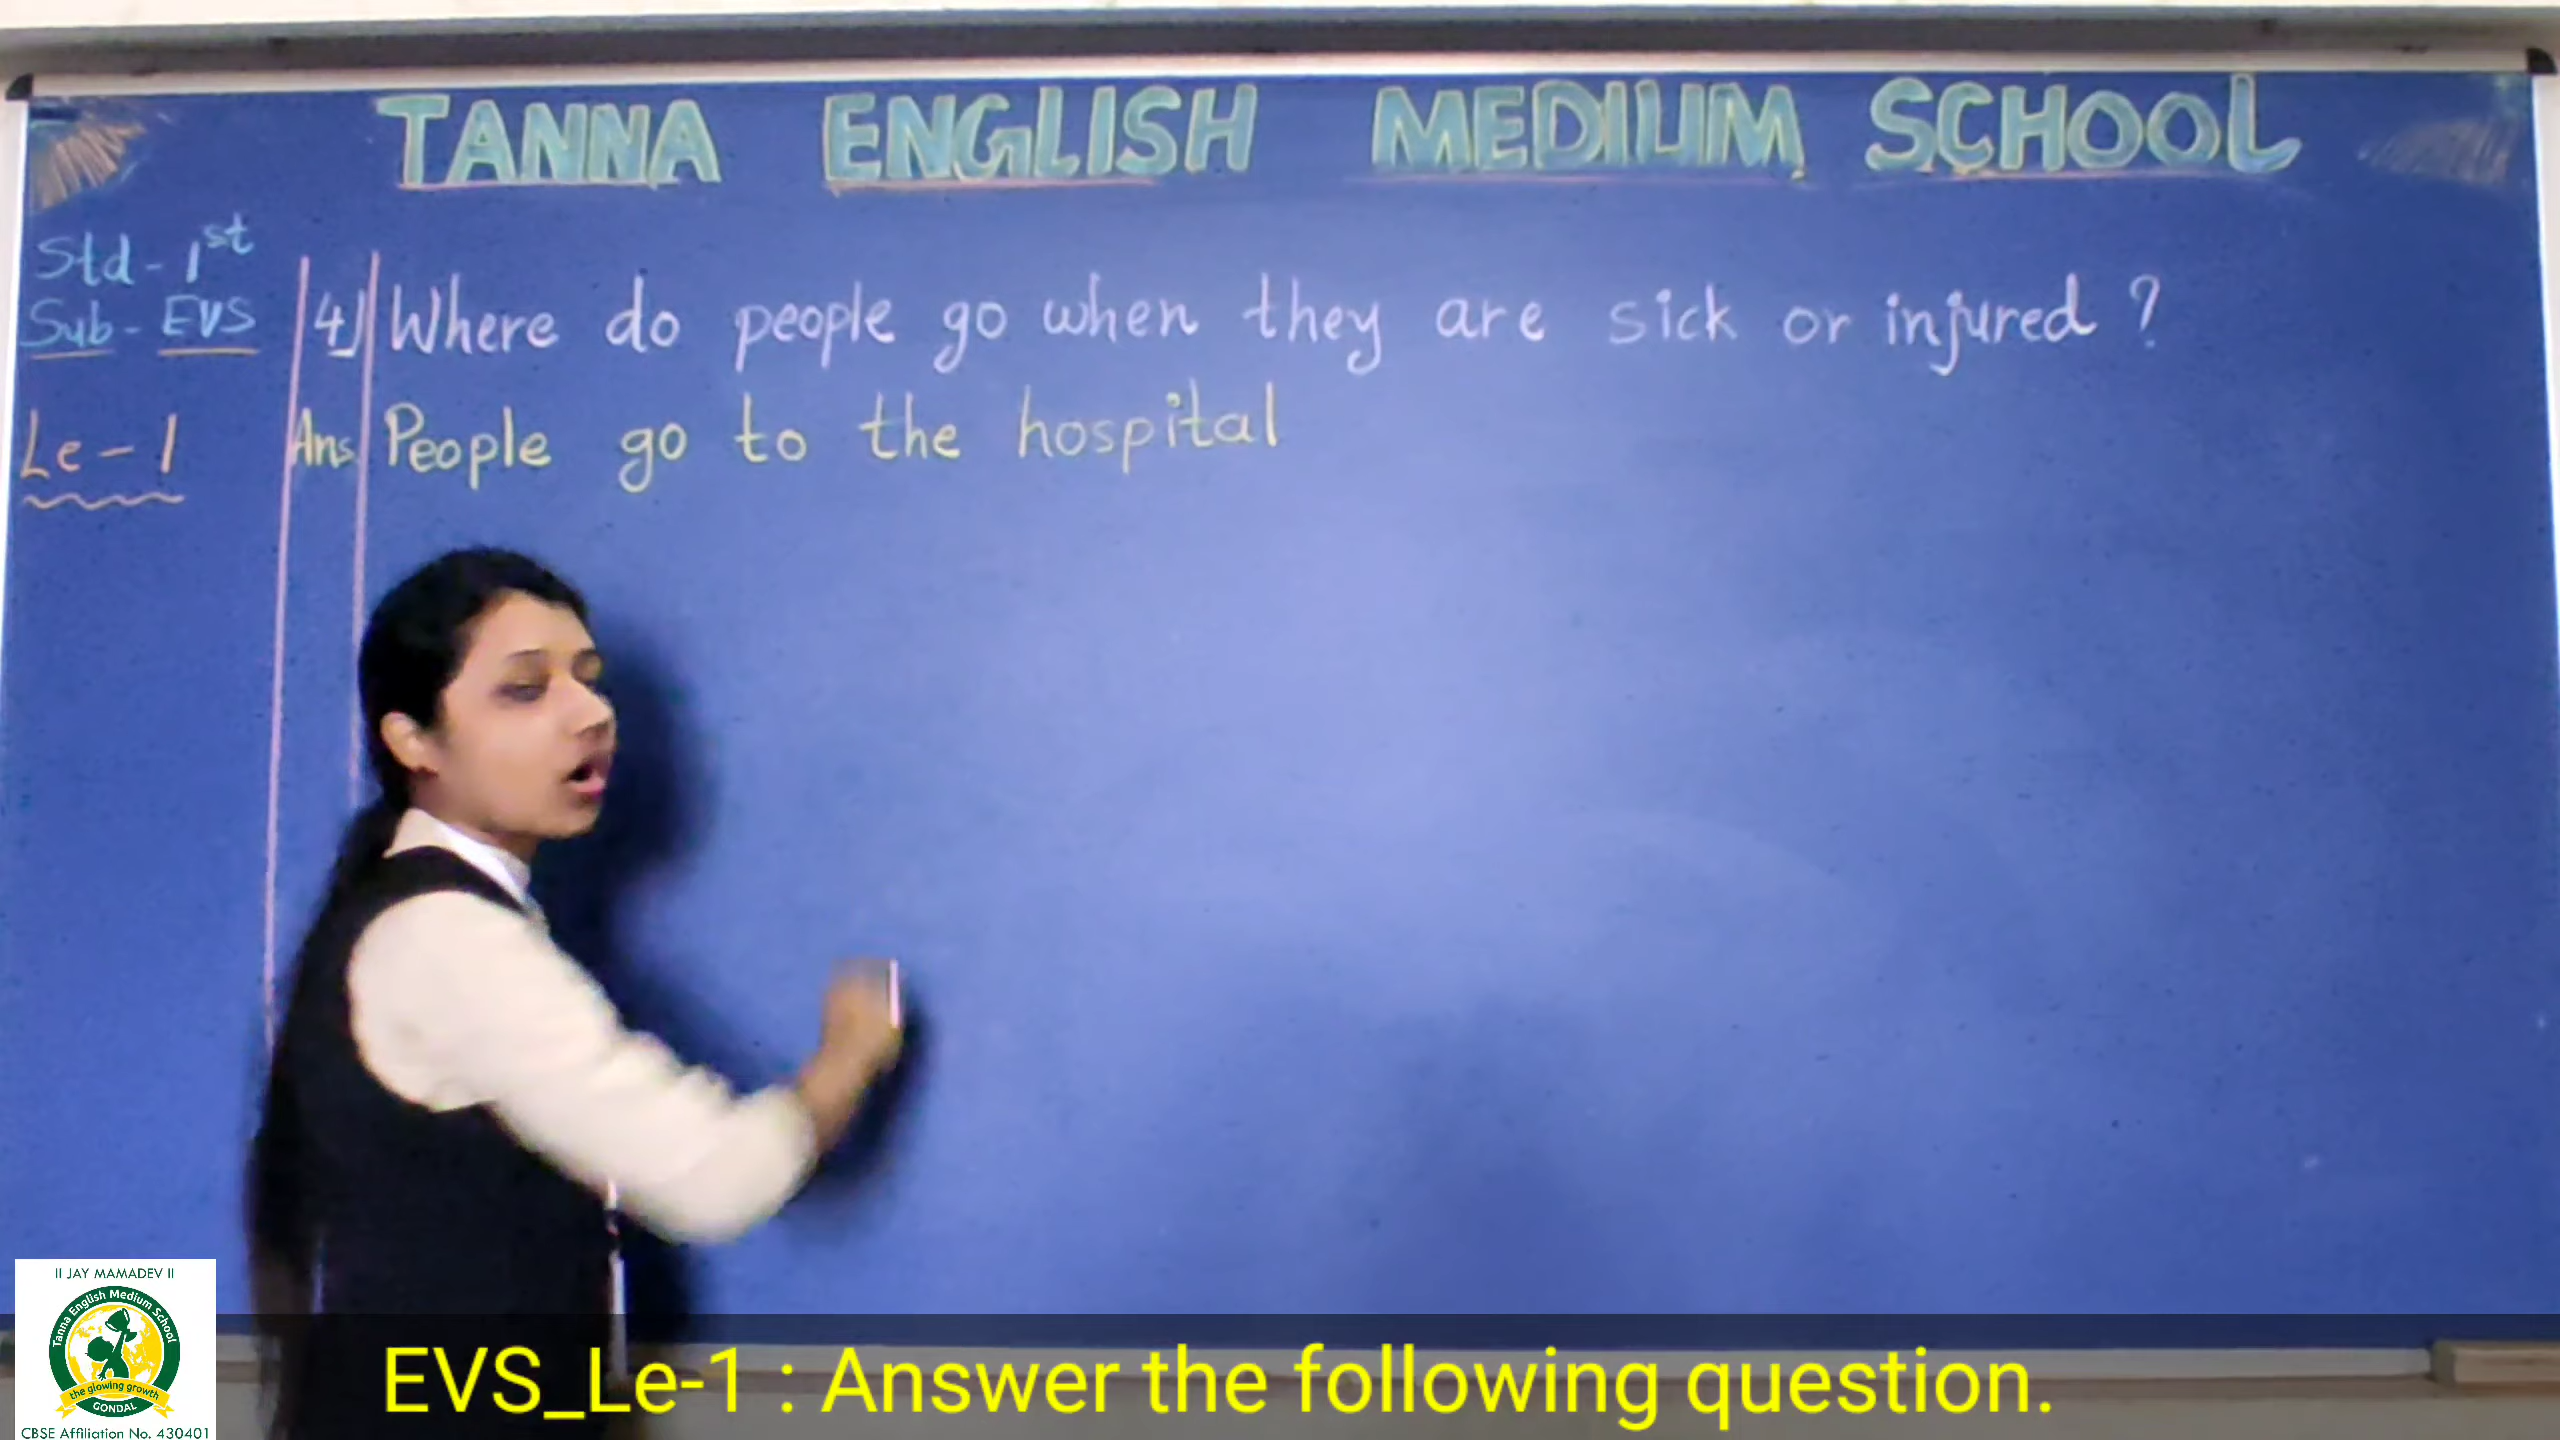 TANNA ENGLISH MEDIUM SCHOOL
Std - 1st
Sub - EVS
Le - 1
4) Where do people go when they are sick or injured ?
Ans People go to the hospital
II JAY MAMADEV II
Tanna English Medium School
the glowing growth
GONDAL
CBSE Affiliation No. 430401
EVS_Le-1 : Answer the following question.